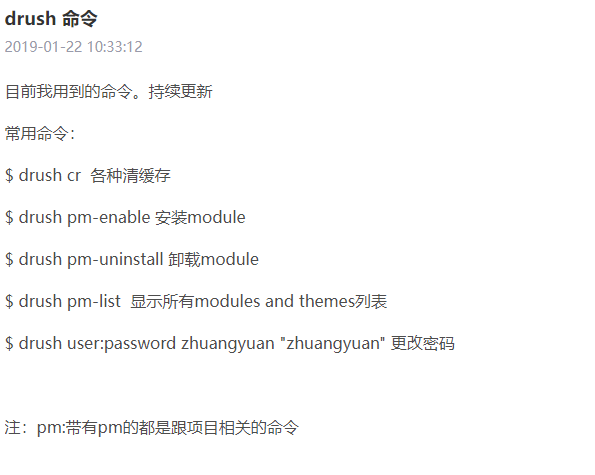 drush 命令
2019-01-22 10:33:12
目前我用到的命令。持续更新
常用命令：
$ drush cr  各种清缓存
$ drush pm-enable 安装module
$ drush pm-uninstall 卸载module
$ drush pm-list  显示所有modules and themes列表
$ drush user:password zhuangyuan "zhuangyuan" 更改密码
注：pm:带有pm的都是跟项目相关的命令